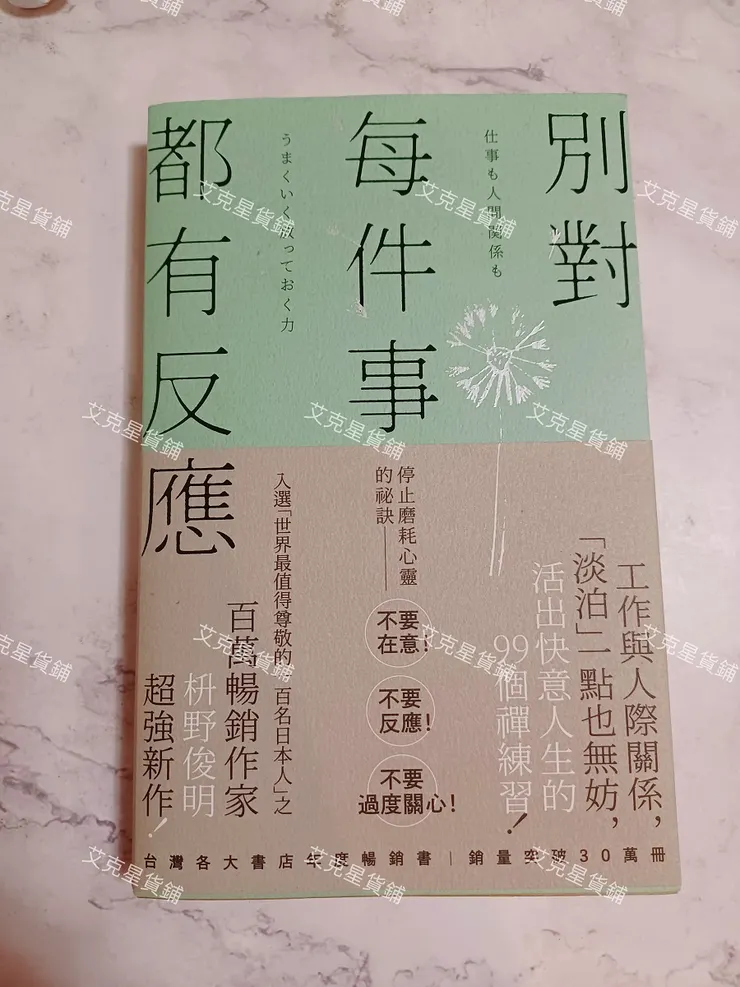 別對
每件事
都有反應
仕事も人間関係も
うまくいく放っておく力
工作與人際關係，
「淡泊」一點也無妨，
活出快意人生的
99個禪練習！
停止磨耗心靈
的祕訣——
不要
在意！
不要
反應！
不要
過度關心！
入選「世界最值得尊敬的百名日本人」之
百萬暢銷作家
枡野俊明
超強新作！
台灣各大書店年度暢銷書｜銷量突破30萬冊
艾克星貨鋪